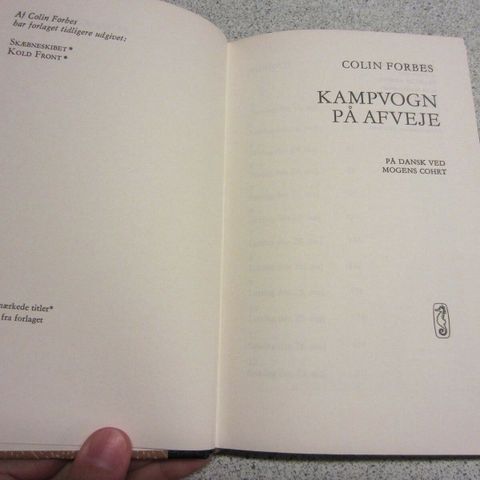 Af Colin Forbes
har forlaget tidligere udgivet:
SKÆBNESKIBET*
KOLD FRONT*
mærkede titler*
fra forlaget
COLIN FORBES
KAMPVOGN
PÅ AFVEJE
PÅ DANSK VED
MOGENS COHRT